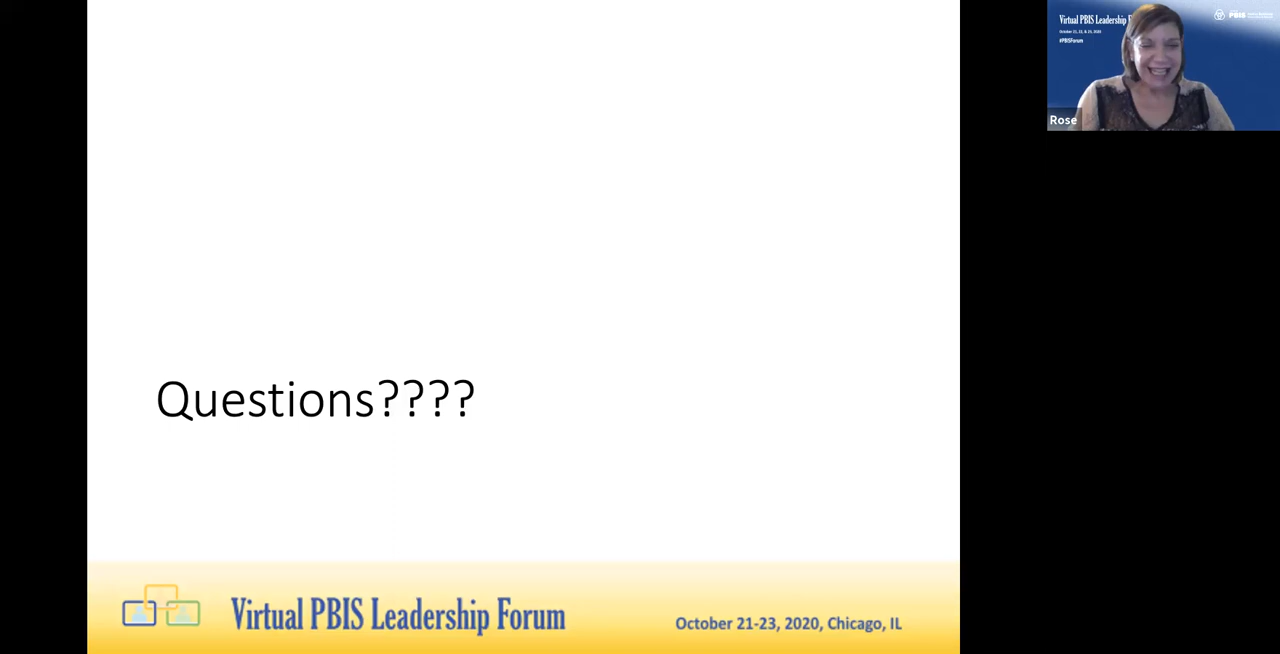 Questions????
Virtual PBIS Leadership Forum
October 21-23, 2020, Chicago, IL
Virtual PBIS Leadership F
October 21, 22, & 23, 2020
#PBISForum
PBIS
Rose